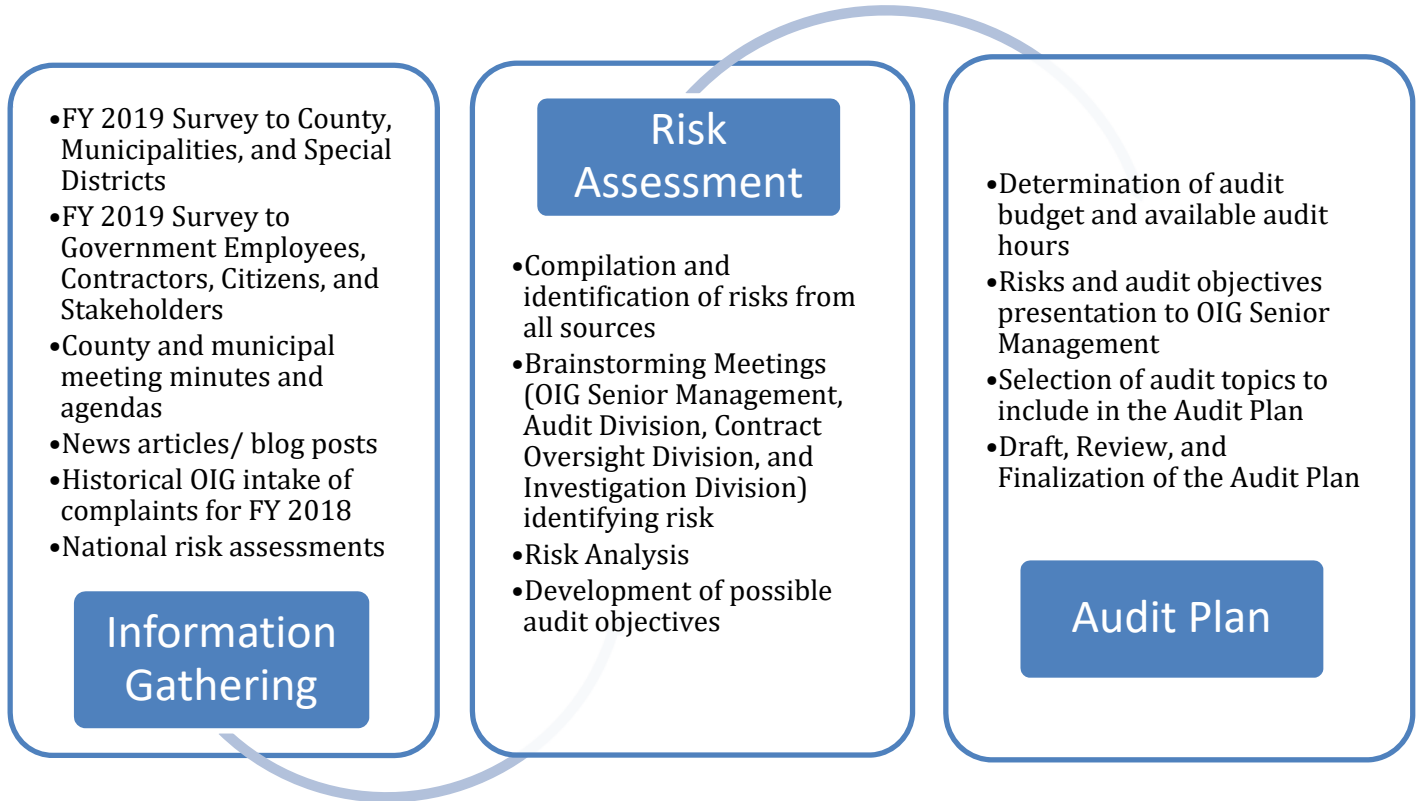 •FY 2019 Survey to County,
Municipalities, and Special
Districts
•FY 2019 Survey to
Government Employees,
Contractors, Citizens, and
Stakeholders
•County and municipal
meeting minutes and
agendas
•News articles/ blog posts
•Historical OIG intake of
complaints for FY 2018
•National risk assessments
Information
Gathering
Risk
Assessment
•Compilation and
identification of risks from
all sources
•Brainstorming Meetings
(OIG Senior Management,
Audit Division, Contract
Oversight Division, and
Investigation Division)
identifying risk
•Risk Analysis
•Development of possible
audit objectives
•Determination of audit
budget and available audit
hours
•Risks and audit objectives
presentation to OIG Senior
Management
•Selection of audit topics to
include in the Audit Plan
•Draft, Review, and
Finalization of the Audit Plan
Audit Plan